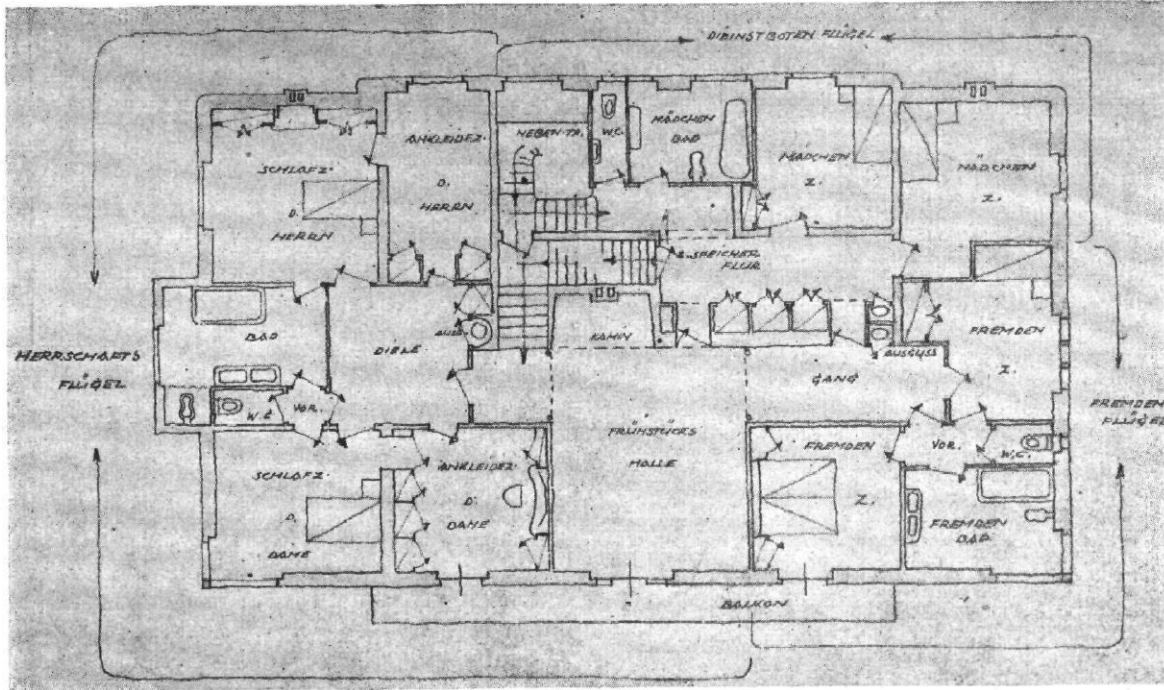 DIENSTBOTEN FLÜGEL
ANKLEIDEZ.
D.
HERRN
NEBEN-TR.
W.C.
MÄDCHEN
BAD
MÄDCHEN
Z.
MÄDCHEN
Z.
SCHLAFZ.
D.
HERRN
Z. SPEICHER
FLUR
HERRSCHAFTS
FLÜGEL
BAD
DIELE
AUSG.
KAMIN
GANG
AUSGUSS
FREMDEN
Z.
FREMDEN
FLÜGEL
W.C.
VOR.
FRÜHSTÜCKS
HALLE
SCHLAFZ.
D.
DAME
ANKLEIDEZ.
D.
DAME
FREMDEN
Z.
VOR.
W.C.
FREMDEN
BAD
BALKON